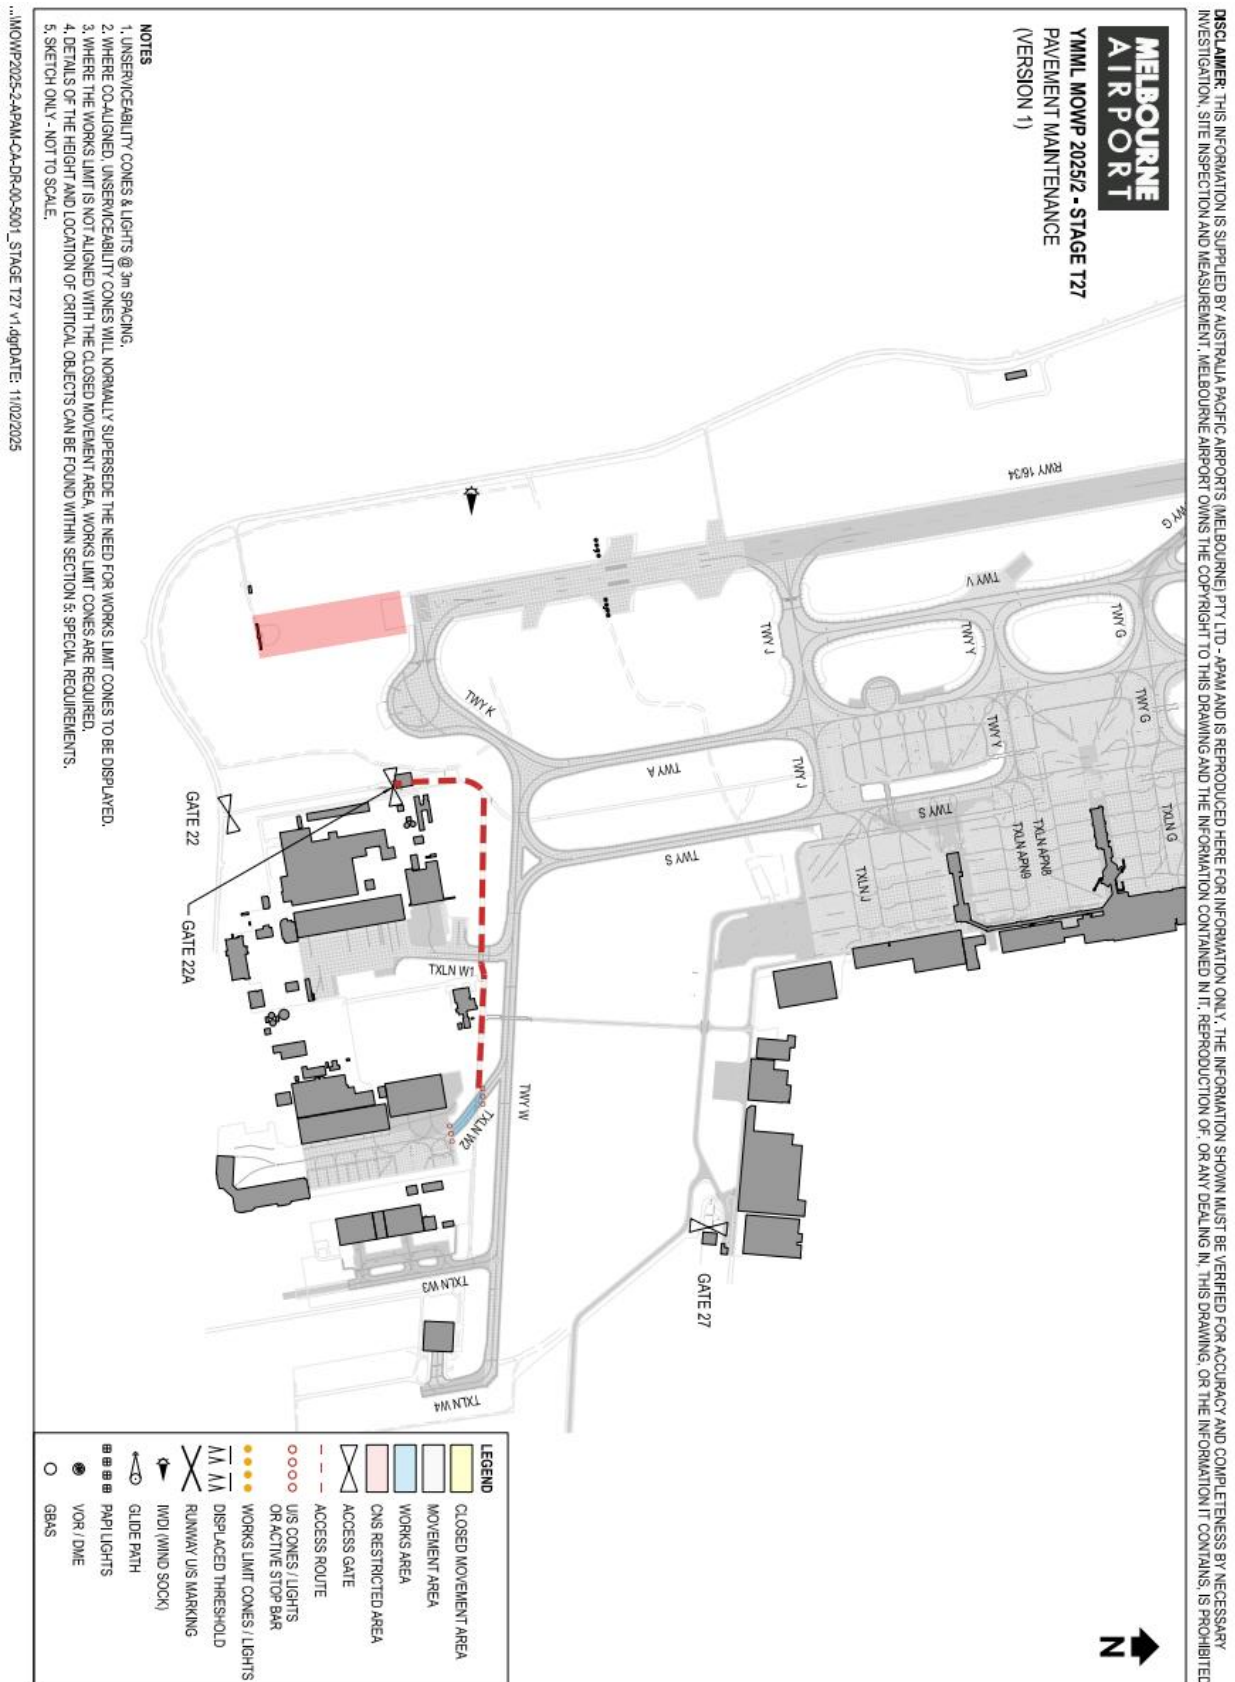 DISCLAIMER: THIS INFORMATION IS SUPPLIED BY AUSTRALIA PACIFIC AIRPORTS (MELBOURNE) PTY LTD - APAM AND IS REPRODUCED HERE FOR INFORMATION ONLY. THE INFORMATION SHOWN MUST BE VERIFIED FOR ACCURACY AND COMPLETENESS BY NECESSARY
INVESTIGATION, SITE INSPECTION AND MEASUREMENT. MELBOURNE AIRPORT OWNS THE COPYRIGHT TO THIS DRAWING AND THE INFORMATION CONTAINED IN IT. REPRODUCTION OF, OR ANY DEALING IN, THIS DRAWING, OR THE INFORMATION IT CONTAINS, IS PROHIBITED
MELBOURNE
AIRPORT
YMML MOWP 2025/2 - STAGE T27
PAVEMENT MAINTENANCE
(VERSION 1)
N
RWY 16/34
WY G
TWY V
TWY G
TWY J
TWY Y
TWY G
TWY K
TWY Y
TWY A
TWY J
TWY S
TXLN G
TXLN APN8
TXLN APN9
TWY S
TXLN J
GATE 22
GATE 22A
TXLN W1
TWY W
TXLN W2
GATE 27
TXLN W3
TXLN W4
NOTES
1. UNSERVICEABILITY CONES & LIGHTS @ 3m SPACING.
2. WHERE CO-ALIGNED, UNSERVICEABILITY CONES WILL NORMALLY SUPERSEDE THE NEED FOR WORKS LIMIT CONES TO BE DISPLAYED.
3. WHERE THE WORKS LIMIT IS NOT ALIGNED WITH THE CLOSED MOVEMENT AREA, WORKS LIMIT CONES ARE REQUIRED.
4. DETAILS OF THE HEIGHT AND LOCATION OF CRITICAL OBJECTS CAN BE FOUND WITHIN SECTION 5: SPECIAL REQUIREMENTS.
5. SKETCH ONLY - NOT TO SCALE.
LEGEND
CLOSED MOVEMENT AREA
MOVEMENT AREA
WORKS AREA
CNS RESTRICTED AREA
ACCESS GATE
ACCESS ROUTE
U/S CONES / LIGHTS
OR ACTIVE STOP BAR
WORKS LIMIT CONES / LIGHTS
DISPLACED THRESHOLD
RUNWAY U/S MARKING
IWDI (WIND SOCK)
GLIDE PATH
PAPI LIGHTS
VOR / DME
GBAS
...\MOWP2025-2-APAM-CA-DR-00-5001_STAGE T27 v1.dgnDATE: 11/02/2025